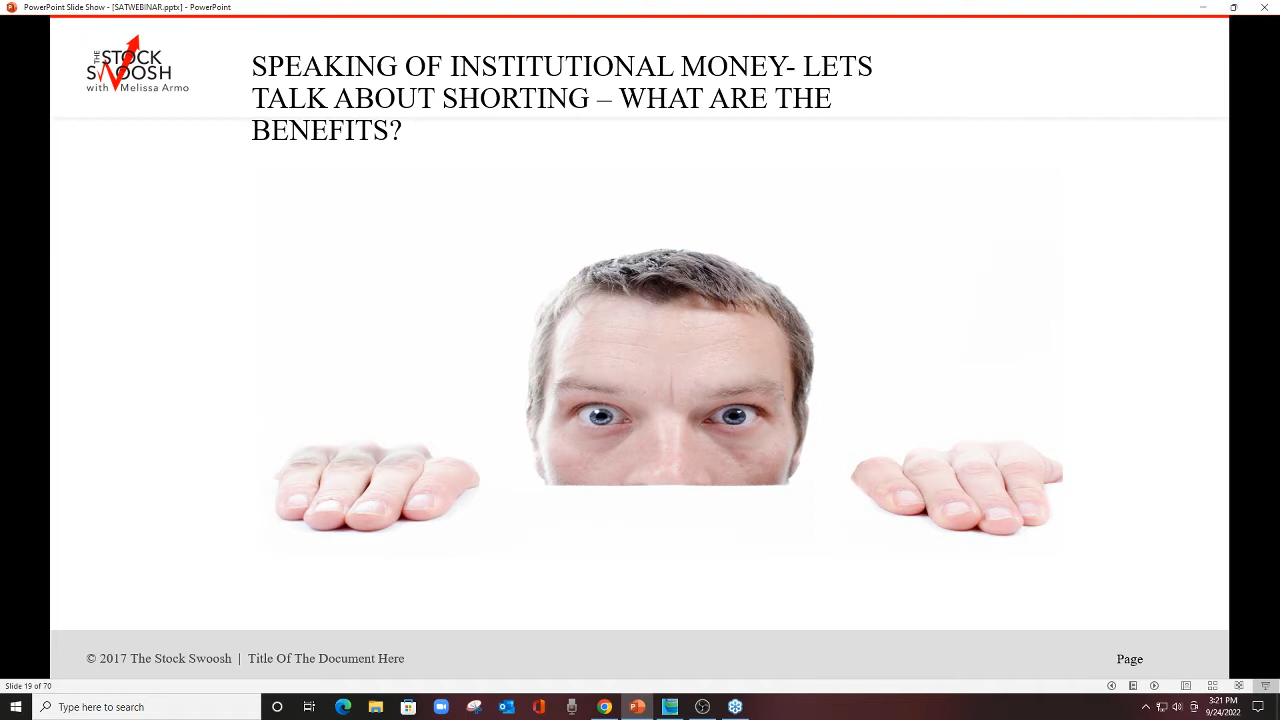 PowerPoint Slide Show - [SATWEBINAR.pptx] - PowerPoint
THE STOCK
SWOOSH
with Melissa Armo
SPEAKING OF INSTITUTIONAL MONEY- LETS
TALK ABOUT SHORTING – WHAT ARE THE
BENEFITS?
© 2017 The Stock Swoosh | Title Of The Document Here
Page
Slide 19 of 70
Type here to search
3:21 PM
9/24/2022